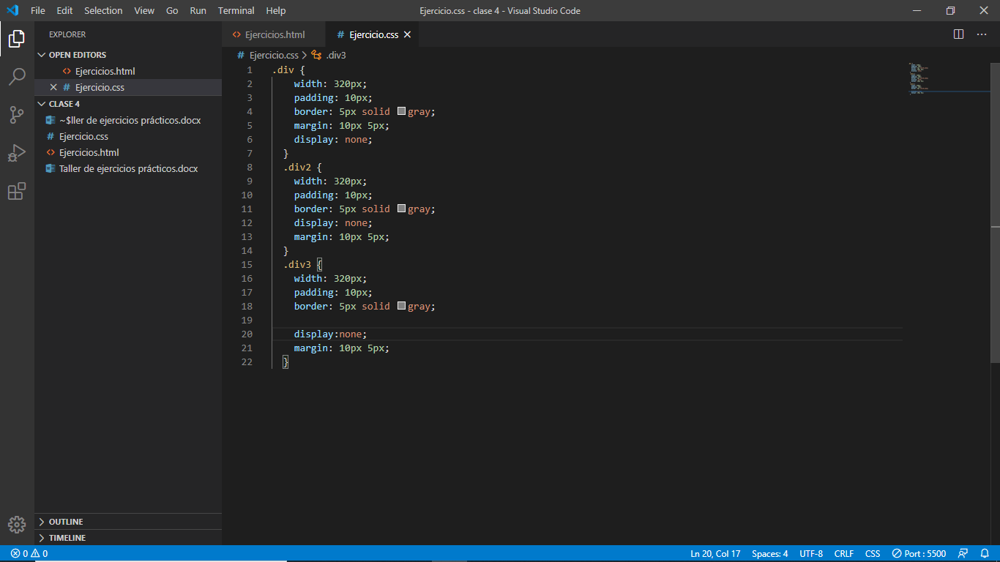 File Edit Selection View Go Run Terminal Help Ejercicio.css - clase 4 - Visual Studio Code
EXPLORER
OPEN EDITORS
Ejercicios.html
Ejercicio.css
CLASE 4
~$ller de ejercicios prácticos.docx
Ejercicio.css
Ejercicios.html
Taller de ejercicios prácticos.docx
OUTLINE
TIMELINE
Ejercicios.html Ejercicio.css
Ejercicio.css .div3
1 .div {
2 width: 320px;
3 padding: 10px;
4 border: 5px solid gray;
5 margin: 10px 5px;
6 display: none;
7 }
8 .div2 {
9 width: 320px;
10 padding: 10px;
11 border: 5px solid gray;
12 display: none;
13 margin: 10px 5px;
14 }
15 .div3 {
16 width: 320px;
17 padding: 10px;
18 border: 5px solid gray;
19
20 display:none;
21 margin: 10px 5px;
22 }
0 0 Ln 20, Col 17 Spaces: 4 UTF-8 CRLF CSS Port : 5500